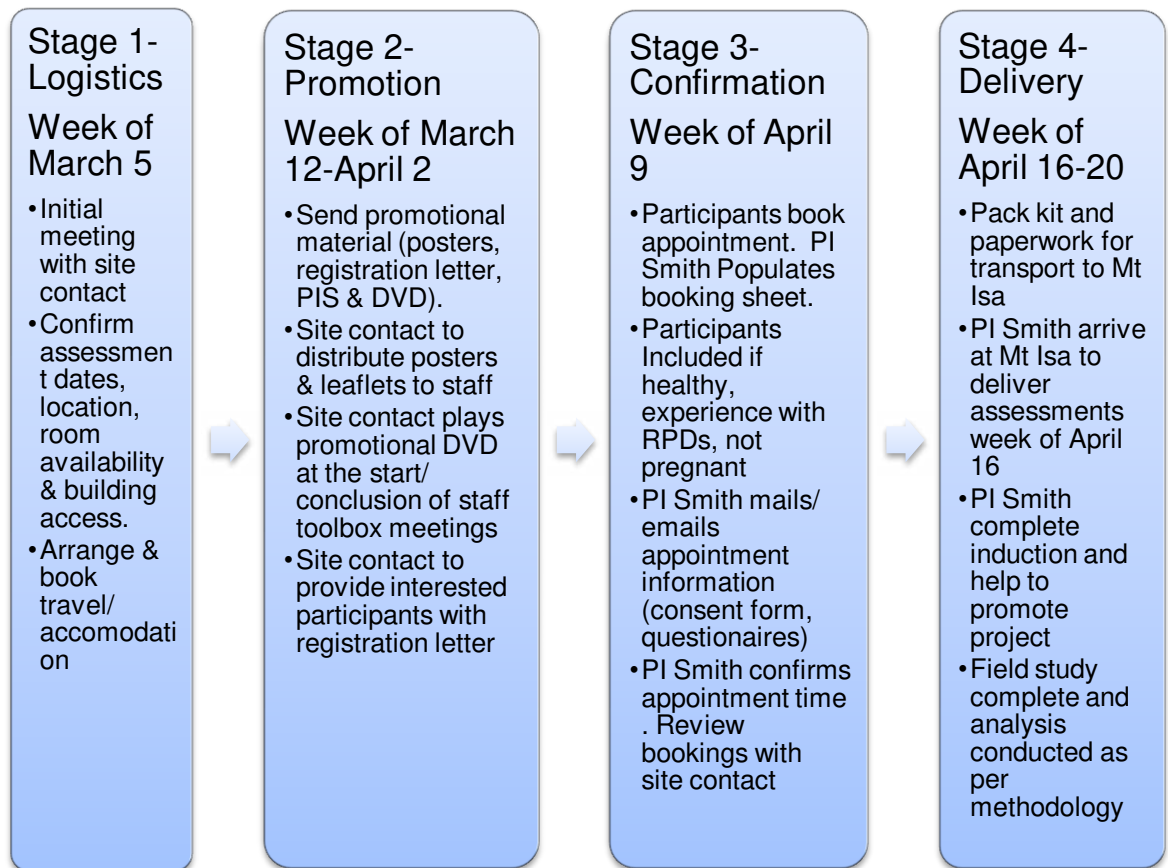 Stage 1-
Logistics
Week of
March 5
•Initial
meeting
with site
contact
•Confirm
assessmen
t dates,
location,
room
availability
& building
access.
•Arrange &
book
travel/
accomodati
on
Stage 2-
Promotion
Week of March
12-April 2
•Send promotional
material (posters,
registration letter,
PIS & DVD).
•Site contact to
distribute posters
& leaflets to staff
•Site contact plays
promotional DVD
at the start/
conclusion of staff
toolbox meetings
•Site contact to
provide interested
participants with
registration letter
Stage 3-
Confirmation
Week of April
9
•Participants book
appointment.  PI
Smith Populates
booking sheet.
•Participants
Included if
healthy,
experience with
RPDs, not
pregnant
•PI Smith mails/
emails
appointment
information
(consent form,
questionaires)
•PI Smith confirms
appointment time
. Review
bookings with
site contact
Stage 4-
Delivery
Week of
April 16-20
•Pack kit and
paperwork for
transport to Mt
Isa
•PI Smith arrive
at Mt Isa to
deliver
assessments
week of April
16
•PI Smith
complete
induction and
help to
promote
project
•Field study
complete and
analysis
conducted as
per
methodology